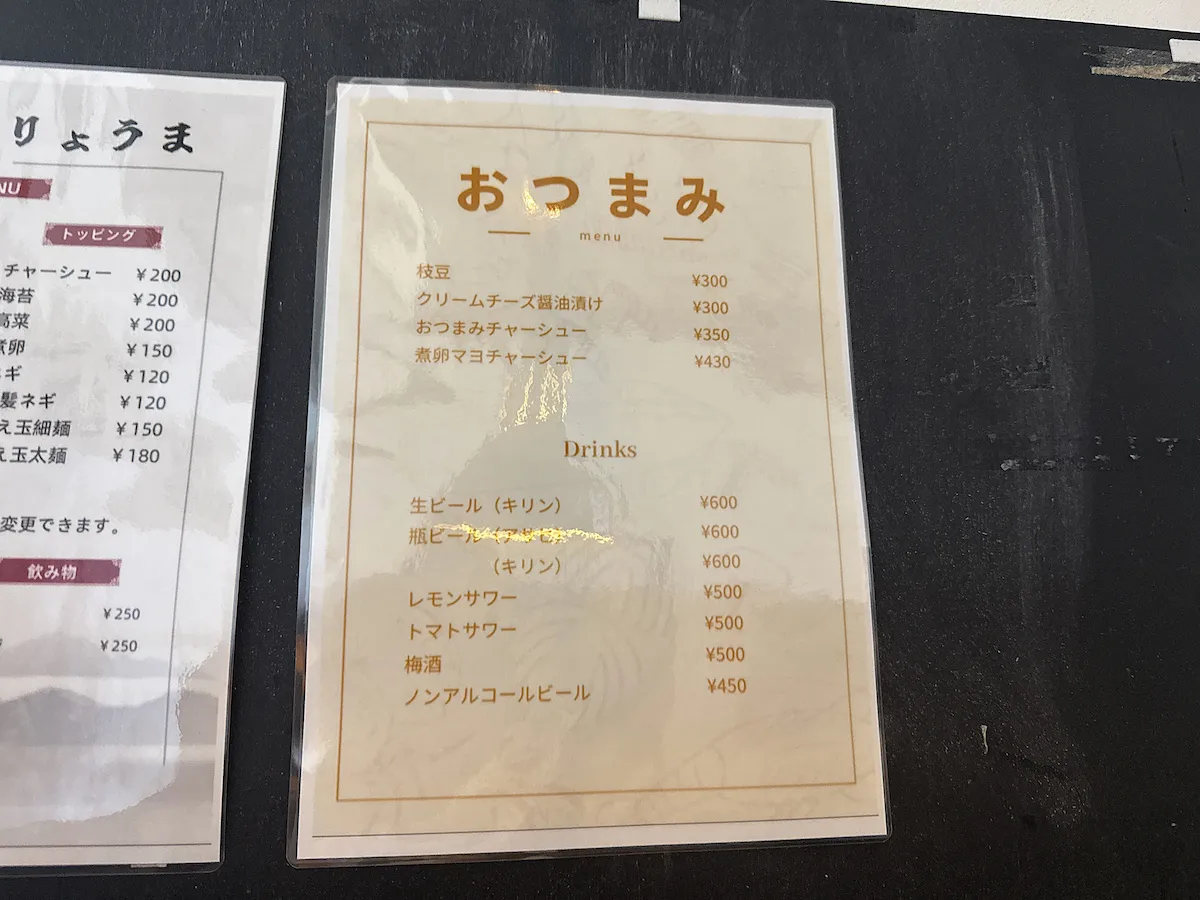 りょうま
NU
トッピング
チャーシュー ¥200
海苔 ¥200
高菜 ¥200
煮卵 ¥150
ネギ ¥120
髪ネギ ¥120
え玉細麺 ¥150
え玉太麺 ¥180
変更できます。
飲み物
¥250
¥250
おつまみ
menu
枝豆 ¥300
クリームチーズ醤油漬け ¥300
おつまみチャーシュー ¥350
煮卵マヨチャーシュー ¥430
Drinks
生ビール（キリン） ¥600
瓶ビール ¥600
（キリン） ¥600
レモンサワー ¥500
トマトサワー ¥500
梅酒 ¥500
ノンアルコールビール ¥450